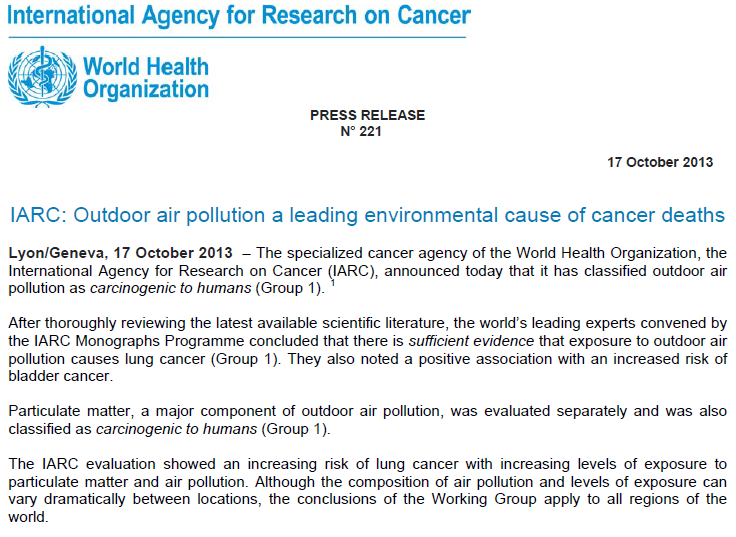 International Agency for Research on Cancer
World Health
Organization
PRESS RELEASE
N° 221
17 October 2013
IARC: Outdoor air pollution a leading environmental cause of cancer deaths
Lyon/Geneva, 17 October 2013 – The specialized cancer agency of the World Health Organization, the
International Agency for Research on Cancer (IARC), announced today that it has classified outdoor air
pollution as carcinogenic to humans (Group 1). 1
After thoroughly reviewing the latest available scientific literature, the world's leading experts convened by
the IARC Monographs Programme concluded that there is sufficient evidence that exposure to outdoor air
pollution causes lung cancer (Group 1). They also noted a positive association with an increased risk of
bladder cancer.
Particulate matter, a major component of outdoor air pollution, was evaluated separately and was also
classified as carcinogenic to humans (Group 1).
The IARC evaluation showed an increasing risk of lung cancer with increasing levels of exposure to
particulate matter and air pollution. Although the composition of air pollution and levels of exposure can
vary dramatically between locations, the conclusions of the Working Group apply to all regions of the
world.